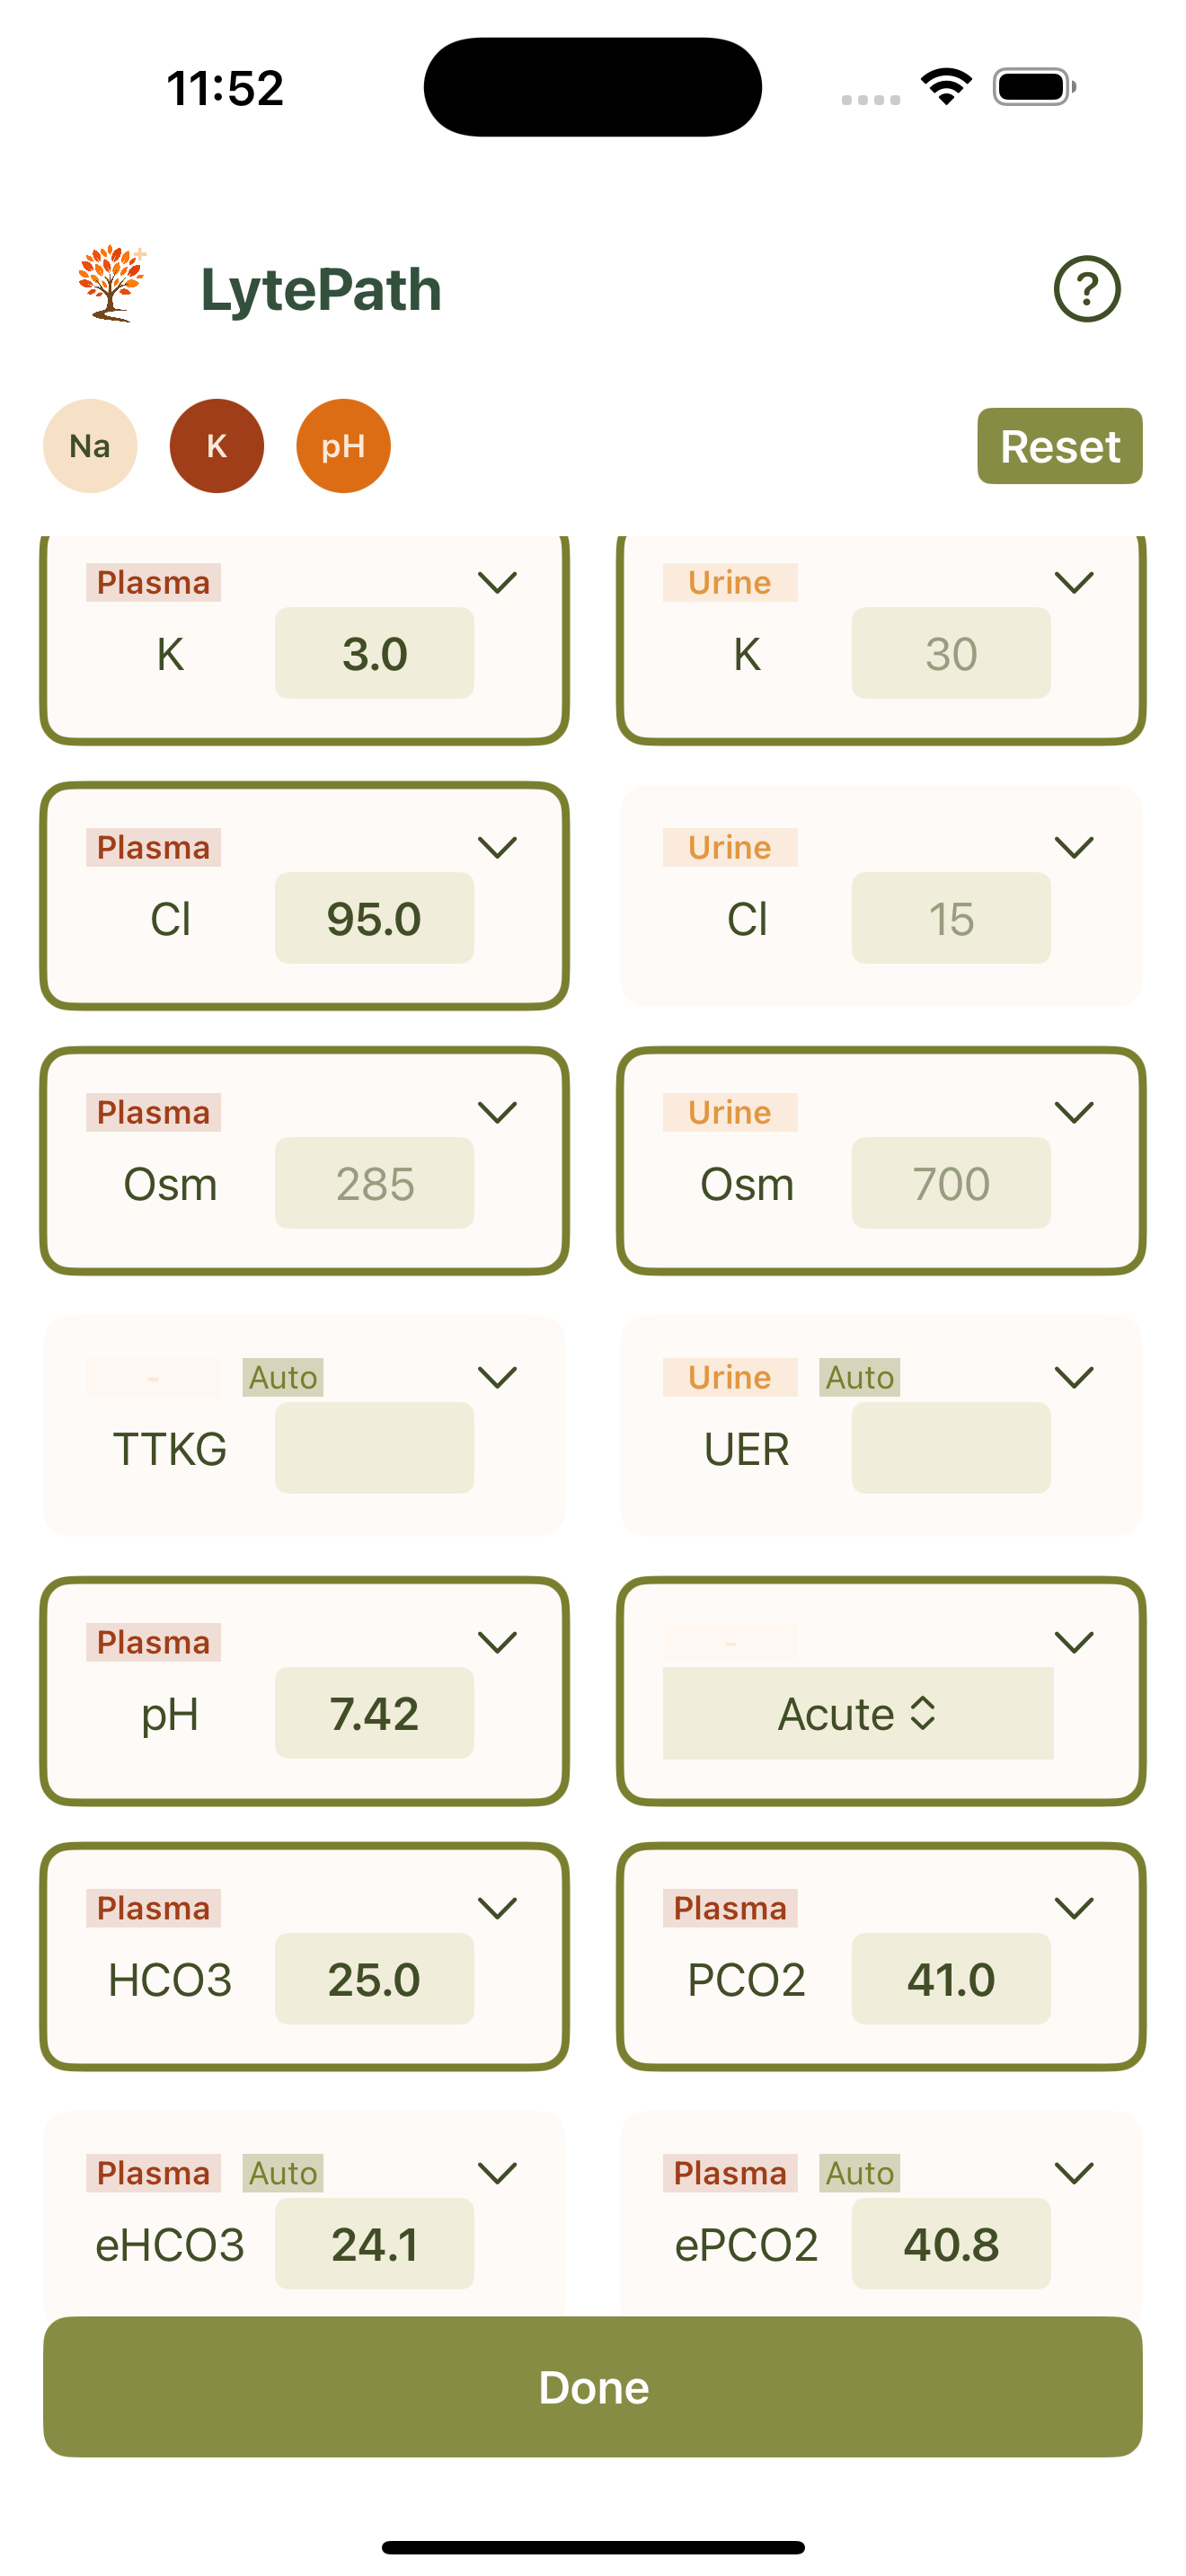 11:52
LytePath
?
Na K pH Reset
Plasma Urine
K 3.0 K 30
Plasma Urine
Cl 95.0 Cl 15
Plasma Urine
Osm 285 Osm 700
- Auto Urine Auto
TTKG UER
Plasma -
pH 7.42 Acute
Plasma Plasma
HCO3 25.0 PCO2 41.0
Plasma Auto Plasma Auto
eHCO3 24.1 ePCO2 40.8
Done